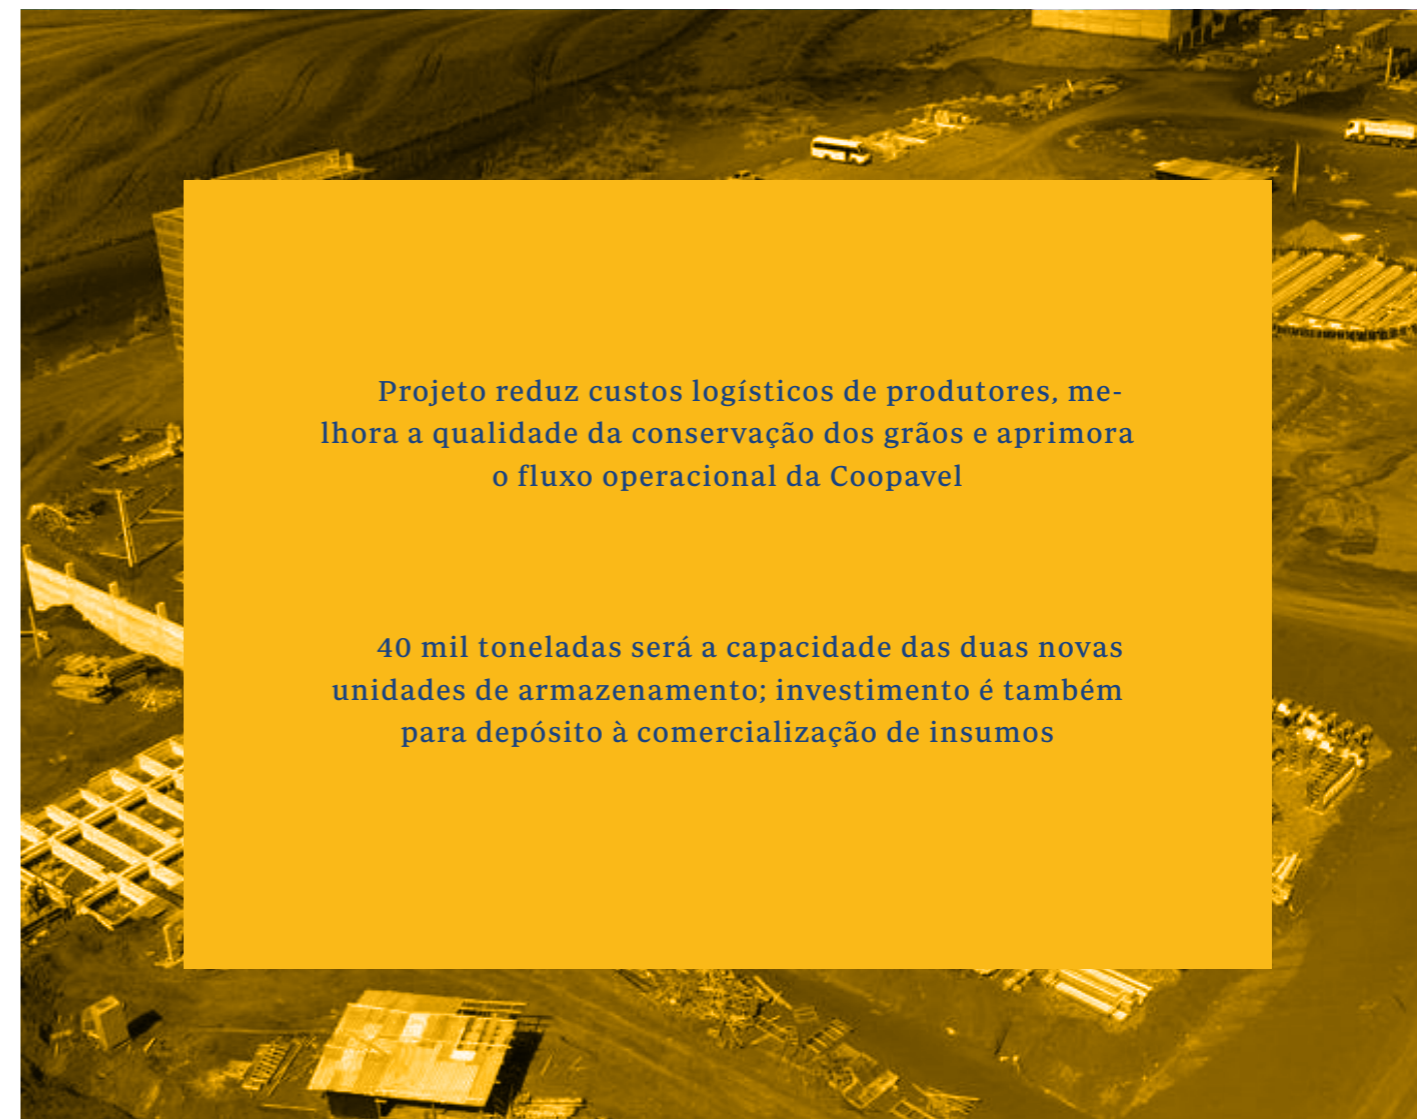 Projeto reduz custos logísticos de produtores, me-
lhora a qualidade da conservação dos grãos e aprimora
o fluxo operacional da Coopavel
40 mil toneladas será a capacidade das duas novas
unidades de armazenamento; investimento é também
para depósito à comercialização de insumos